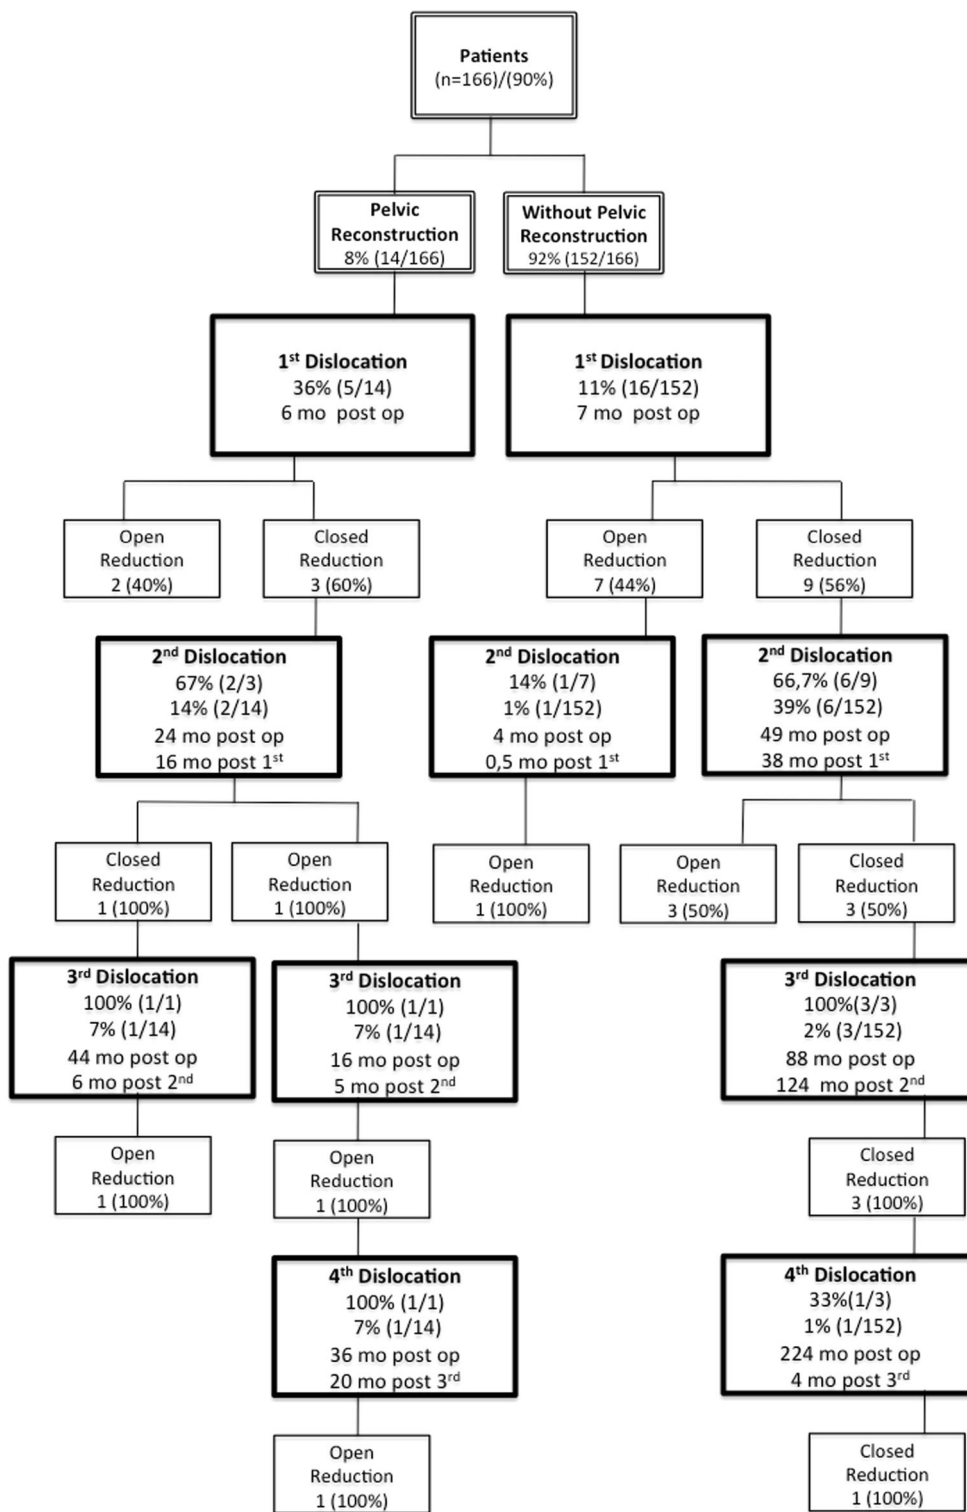 Patients
(n=166)/(90%)
Pelvic
Reconstruction
8% (14/166)
Without Pelvic
Reconstruction
92% (152/166)
1st Dislocation
36% (5/14)
6 mo post op
1st Dislocation
11% (16/152)
7 mo post op
Open
Reduction
2 (40%)
Closed
Reduction
3 (60%)
Open
Reduction
7 (44%)
Closed
Reduction
9 (56%)
2nd Dislocation
67% (2/3)
14% (2/14)
24 mo post op
16 mo post 1st
2nd Dislocation
14% (1/7)
1% (1/152)
4 mo post op
0,5 mo post 1st
2nd Dislocation
66,7% (6/9)
39% (6/152)
49 mo post op
38 mo post 1st
Closed
Reduction
1 (100%)
Open
Reduction
1 (100%)
Open
Reduction
1 (100%)
Open
Reduction
3 (50%)
Closed
Reduction
3 (50%)
3rd Dislocation
100% (1/1)
7% (1/14)
44 mo post op
6 mo post 2nd
3rd Dislocation
100% (1/1)
7% (1/14)
16 mo post op
5 mo post 2nd
3rd Dislocation
100%(3/3)
2% (3/152)
88 mo post op
124 mo post 2nd
Open
Reduction
1 (100%)
Open
Reduction
1 (100%)
Closed
Reduction
3 (100%)
4th Dislocation
100% (1/1)
7% (1/14)
36 mo post op
20 mo post 3rd
4th Dislocation
33%(1/3)
1% (1/152)
224 mo post op
4 mo post 3rd
Open
Reduction
1 (100%)
Closed
Reduction
1 (100%)